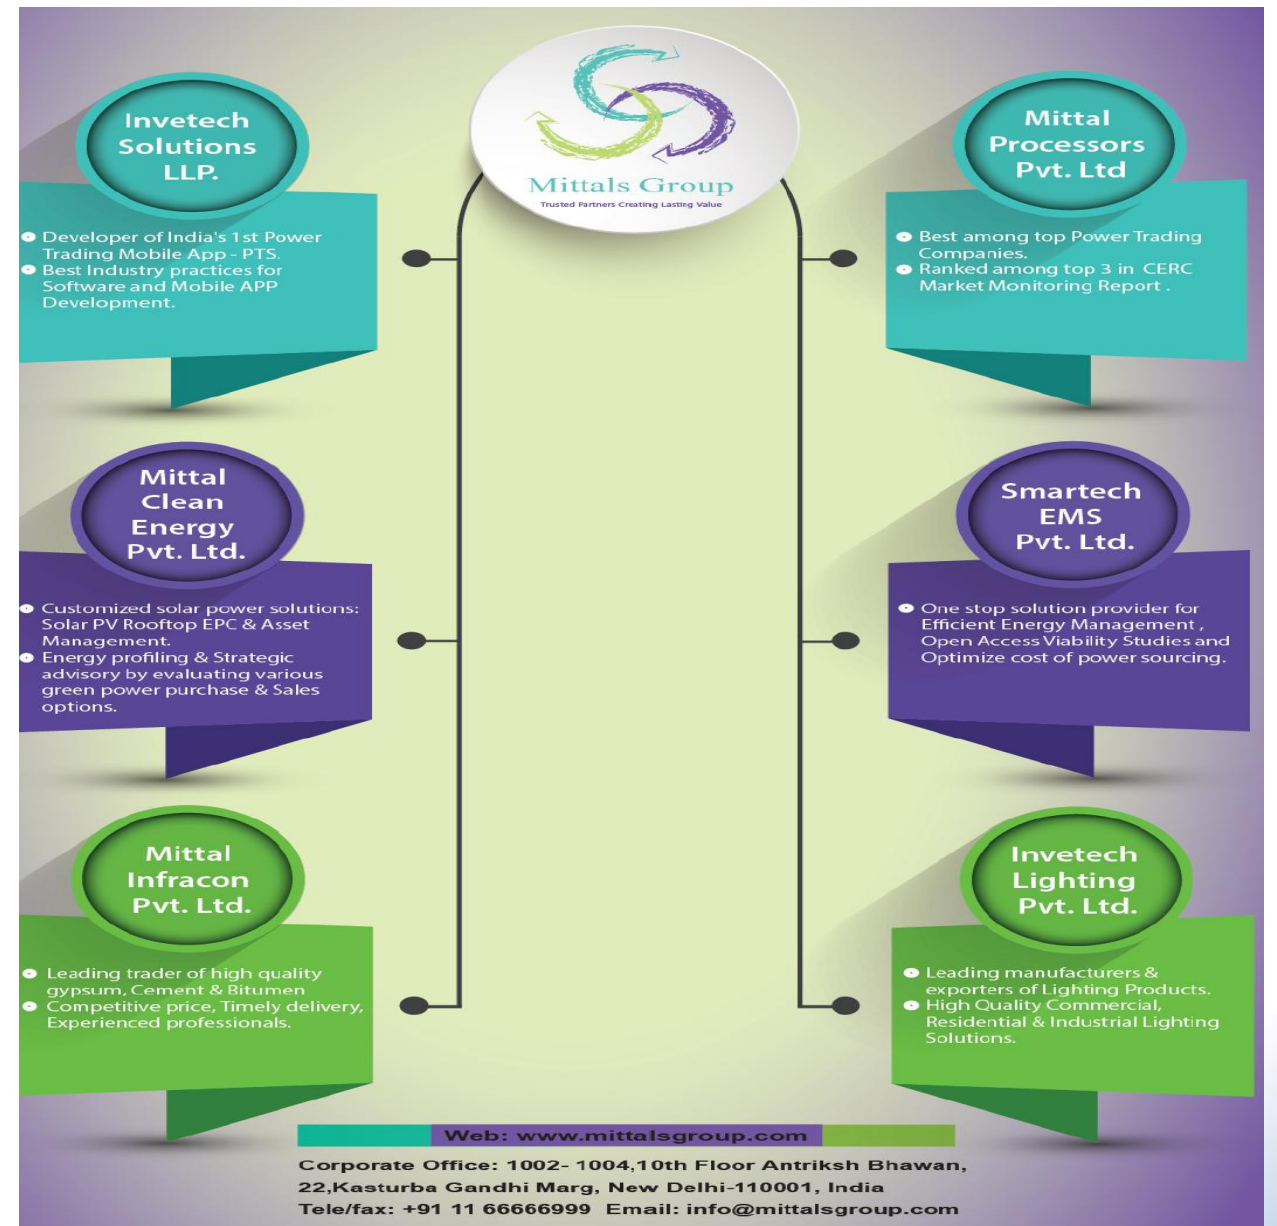 Mittals Group
Trusted Partners Creating Lasting Value
Invetech
Solutions
LLP.
Developer of India's 1st Power
Trading Mobile App - PTS.
Best Industry practices for
Software and Mobile APP
Development.
Mittal
Processors
Pvt. Ltd
Best among top Power Trading
Companies.
Ranked among top 3 in CERC
Market Monitoring Report .
Mittal
Clean
Energy
Pvt. Ltd.
Customized solar power solutions:
Solar PV Rooftop EPC & Asset
Management.
Energy profiling & Strategic
advisory by evaluating various
green power purchase & Sales
options.
Smartech
EMS
Pvt. Ltd.
One stop solution provider for
Efficient Energy Management ,
Open Access Viability Studies and
Optimize cost of power sourcing.
Mittal
Infracon
Pvt. Ltd.
Leading trader of high quality
gypsum, Cement & Bitumen
Competitive price, Timely delivery,
Experienced professionals.
Invetech
Lighting
Pvt. Ltd.
Leading manufacturers &
exporters of Lighting Products.
High Quality Commercial,
Residential & Industrial Lighting
Solutions.
Web: www.mittalsgroup.com
Corporate Office: 1002- 1004,10th Floor Antriksh Bhawan,
22,Kasturba Gandhi Marg, New Delhi-110001, India
Tele/fax: +91 11 66666999 Email: info@mittalsgroup.com